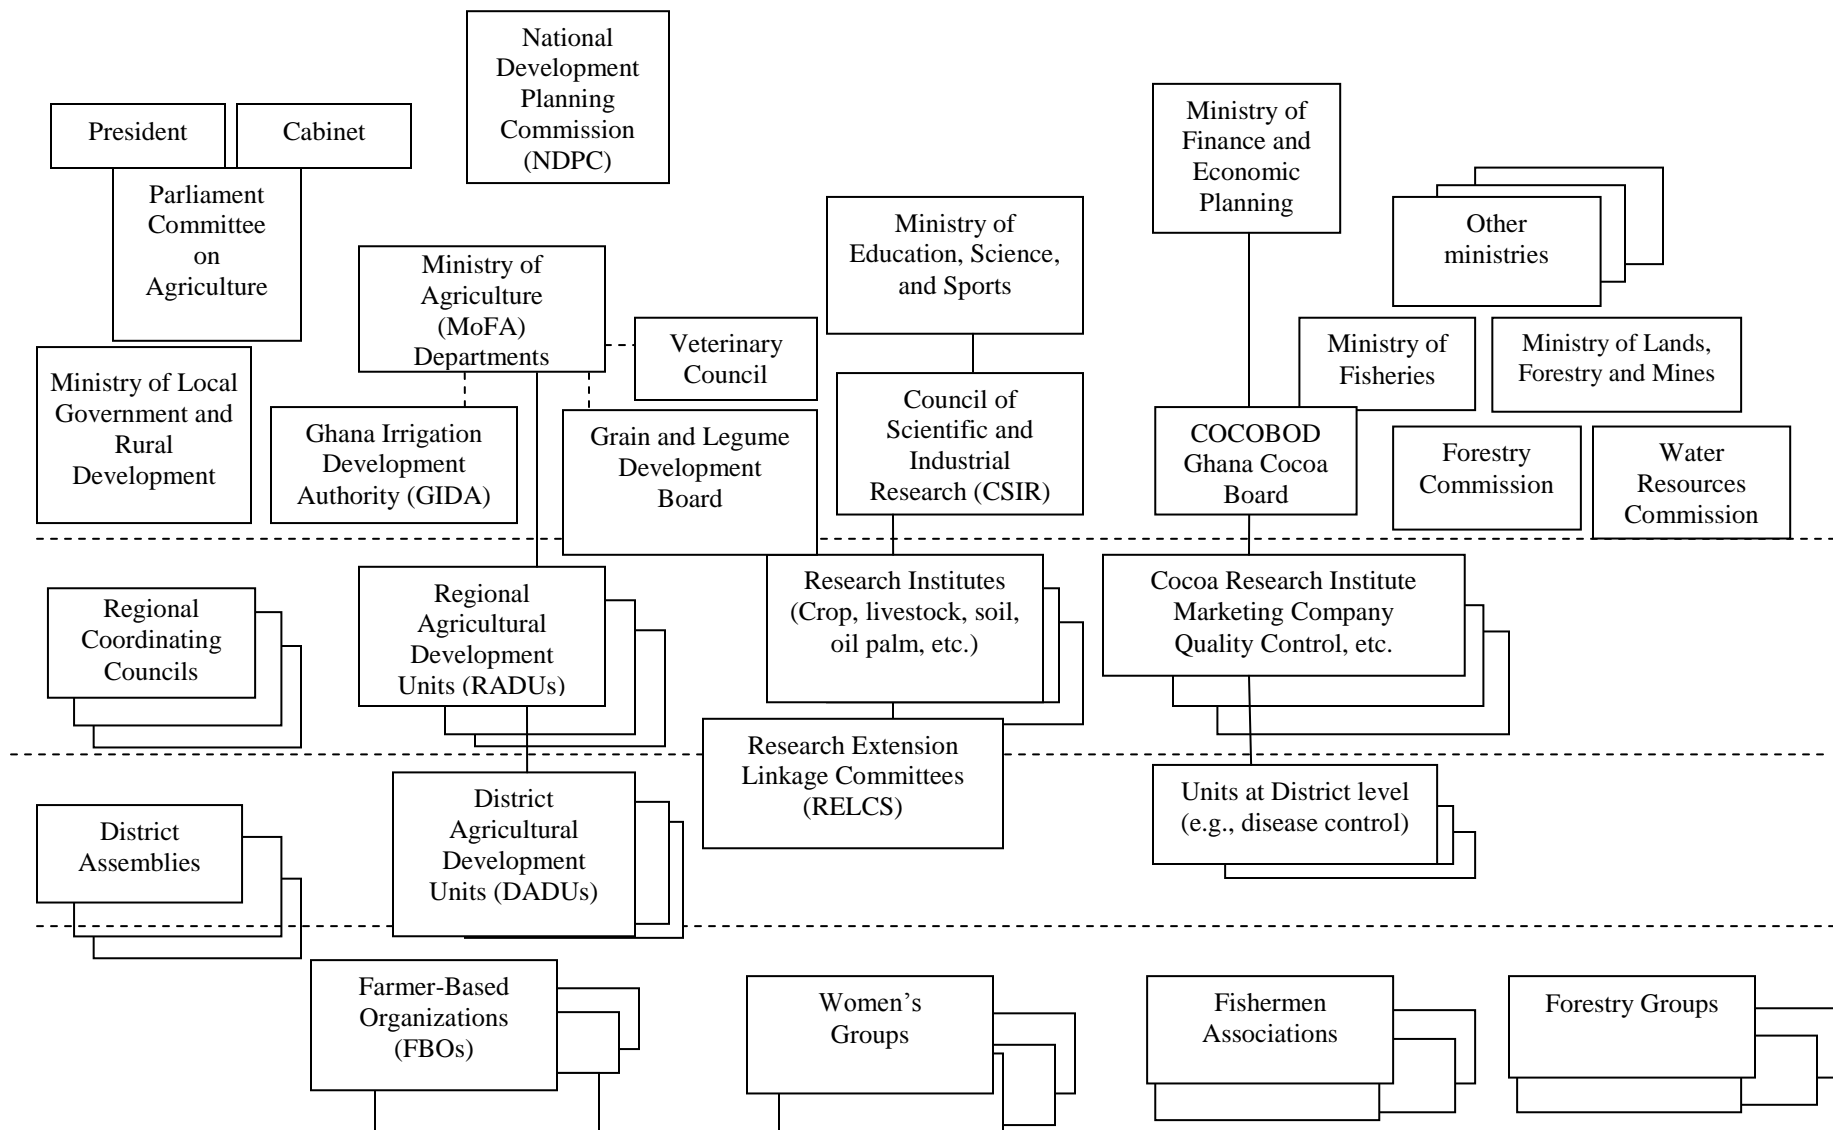 National
Development
Planning
Commission
(NDPC)
President
Cabinet
Parliament
Committee
on
Agriculture
Ministry of
Finance and
Economic
Planning
Other
ministries
Ministry of
Education, Science,
and Sports
Ministry of
Agriculture
(MoFA)
Departments
Veterinary
Council
Ministry of
Fisheries
Ministry of Lands,
Forestry and Mines
Ministry of Local
Government and
Rural
Development
Ghana Irrigation
Development
Authority (GIDA)
Grain and Legume
Development
Board
Council of
Scientific and
Industrial
Research (CSIR)
COCOBOD
Ghana Cocoa
Board
Forestry
Commission
Water
Resources
Commission
Regional
Coordinating
Councils
Regional
Agricultural
Development
Units (RADUs)
Research Institutes
(Crop, livestock, soil,
oil palm, etc.)
Cocoa Research Institute
Marketing Company
Quality Control, etc.
Research Extension
Linkage Committees
(RELCS)
District
Assemblies
District
Agricultural
Development
Units (DADUs)
Units at District level
(e.g., disease control)
Farmer-Based
Organizations
(FBOs)
Women’s
Groups
Fishermen
Associations
Forestry Groups